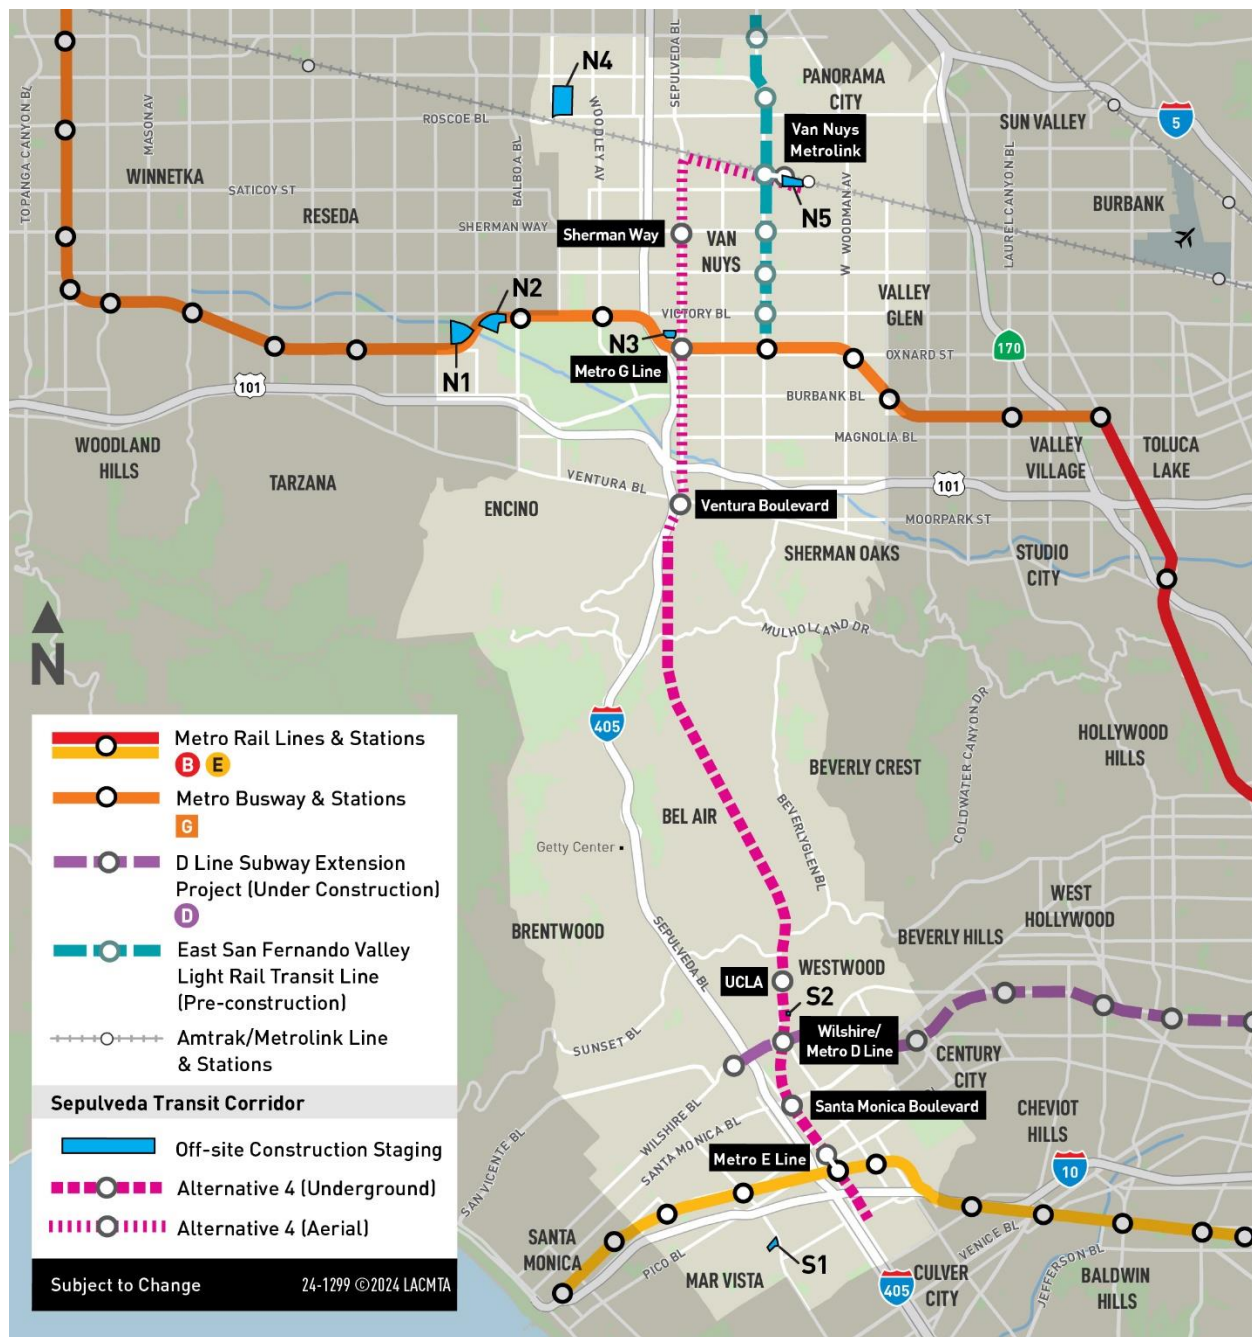 N4
SEPULVEDA BL
PANORAMA
CITY
TOPANGA CANYON BL
MASON AV
WOODLEY AV
ROSCOE BL
BALBOA BL
Van Nuys
Metrolink
SUN VALLEY
5
WINNETKA
SATICOY ST
RESEDA
SHERMAN WAY
Sherman Way
VAN
NUYS
N5
W WOODMAN AV
LAUREL CANYON BL
BURBANK
N2
VICTORY BL
VALLEY
GLEN
N1
N3
Metro G Line
OXNARD ST
170
101
BURBANK BL
MAGNOLIA BL
WOODLAND
HILLS
TARZANA
VENTURA BL
ENCINO
Ventura Boulevard
VALLEY
VILLAGE
TOLUCA
LAKE
101
MOORPARK ST
SHERMAN OAKS
STUDIO
CITY
N
MULHOLLAND DR
405
COLDWATER CANYON DR
HOLLYWOOD
HILLS
BEVERLY CREST
BEL AIR
BEVERLY GLEN BL
Getty Center
WEST
HOLLYWOOD
BRENTWOOD
SEPULVEDA BL
BEVERLY HILLS
UCLA
WESTWOOD
S2
SUNSET BL
Wilshire/
Metro D Line
CENTURY
CITY
Santa Monica Boulevard
CHEVIOT
HILLS
WILSHIRE BL
SANTA MONICA BL
SAN VICENTE BL
Metro E Line
10
SANTA
MONICA
PICO BL
MAR VISTA
S1
VENICE BL
JEFFERSON BL
405
CULVER
CITY
BALDWIN
HILLS
Metro Rail Lines & Stations
B E
Metro Busway & Stations
G
D Line Subway Extension
Project (Under Construction)
D
East San Fernando Valley
Light Rail Transit Line
(Pre-construction)
Amtrak/Metrolink Line
& Stations
Sepulveda Transit Corridor
Off-site Construction Staging
Alternative 4 (Underground)
Alternative 4 (Aerial)
Subject to Change 24-1299 ©2024 LACMTA